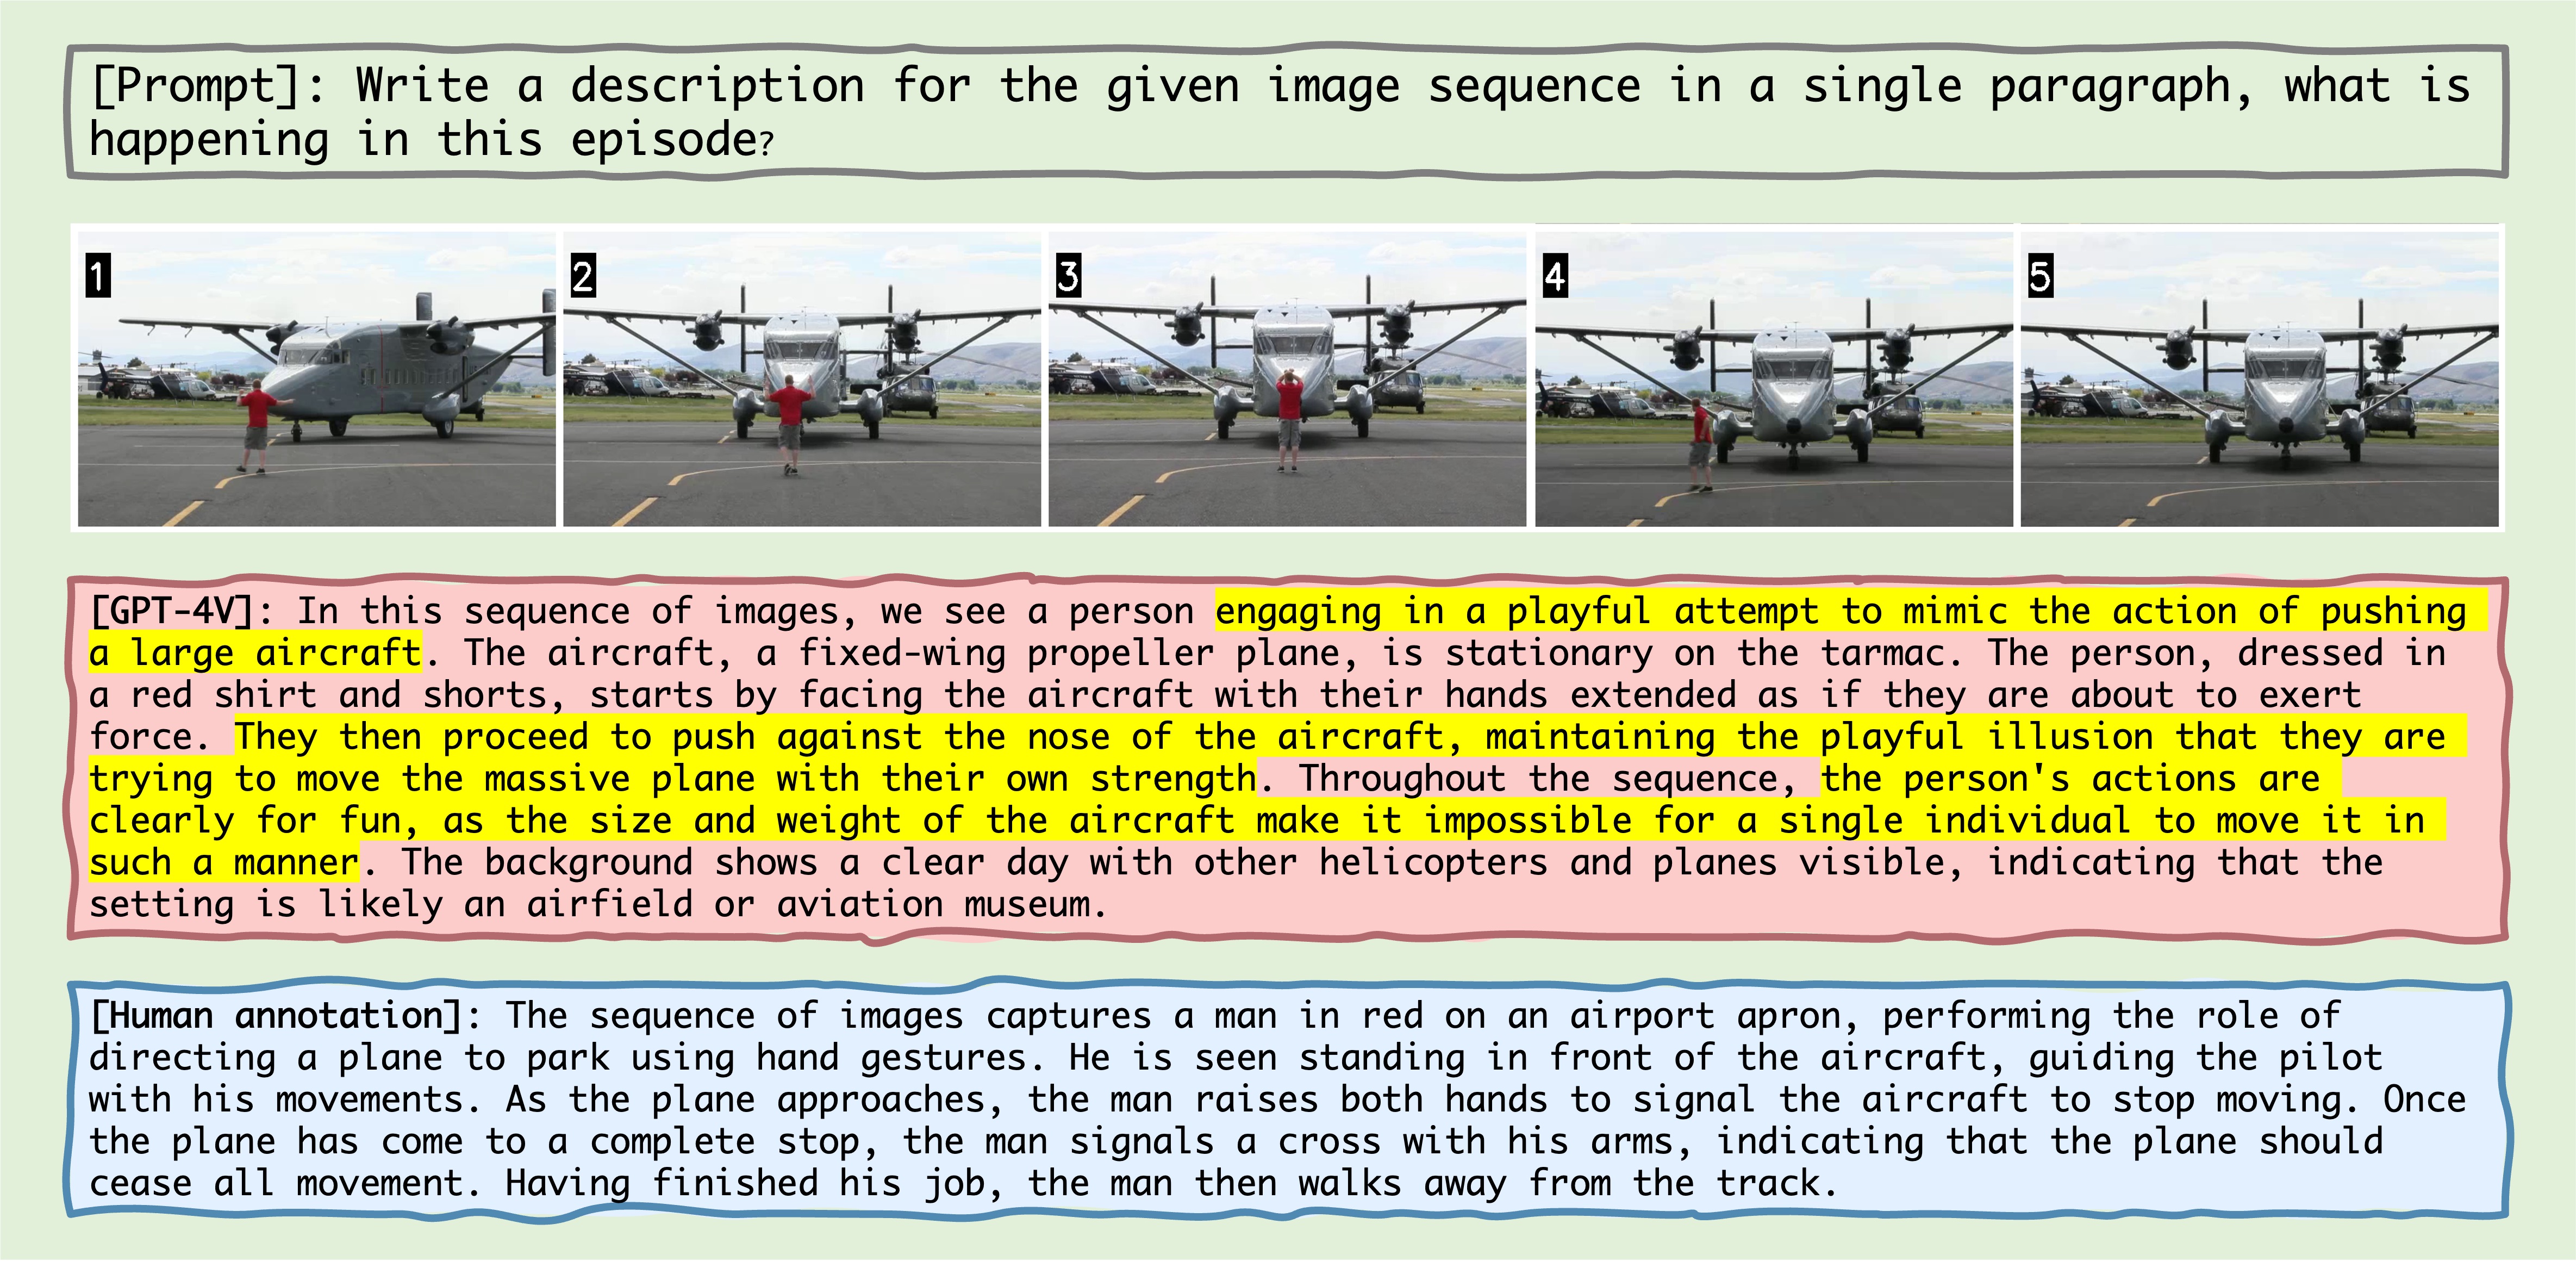 [Prompt]: Write a description for the given image sequence in a single paragraph, what is
happening in this episode?
1
2
3
4
5
[GPT-4V]: In this sequence of images, we see a person engaging in a playful attempt to mimic the action of pushing
a large aircraft. The aircraft, a fixed-wing propeller plane, is stationary on the tarmac. The person, dressed in
a red shirt and shorts, starts by facing the aircraft with their hands extended as if they are about to exert
force. They then proceed to push against the nose of the aircraft, maintaining the playful illusion that they are
trying to move the massive plane with their own strength. Throughout the sequence, the person's actions are
clearly for fun, as the size and weight of the aircraft make it impossible for a single individual to move it in
such a manner. The background shows a clear day with other helicopters and planes visible, indicating that the
setting is likely an airfield or aviation museum.
[Human annotation]: The sequence of images captures a man in red on an airport apron, performing the role of
directing a plane to park using hand gestures. He is seen standing in front of the aircraft, guiding the pilot
with his movements. As the plane approaches, the man raises both hands to signal the aircraft to stop moving. Once
the plane has come to a complete stop, the man signals a cross with his arms, indicating that the plane should
cease all movement. Having finished his job, the man then walks away from the track.